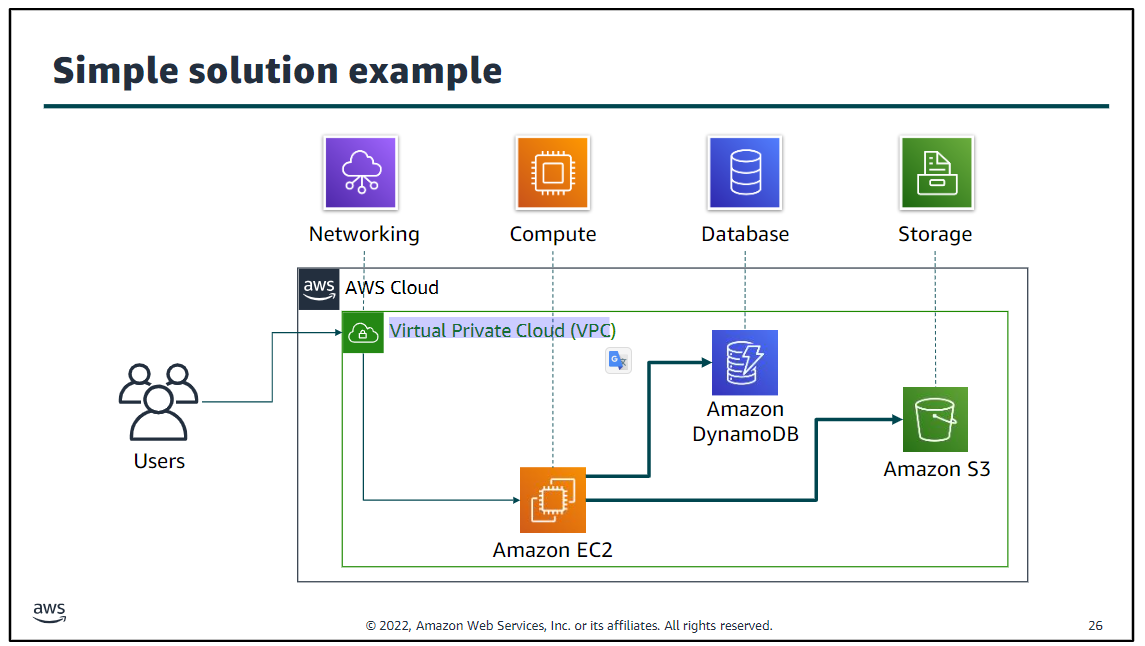 Simple solution example
Networking
Compute
Database
Storage
aws
AWS Cloud
Virtual Private Cloud (VPC)
G
Users
Amazon
DynamoDB
Amazon S3
Amazon EC2
aws
© 2022, Amazon Web Services, Inc. or its affiliates. All rights reserved.
26